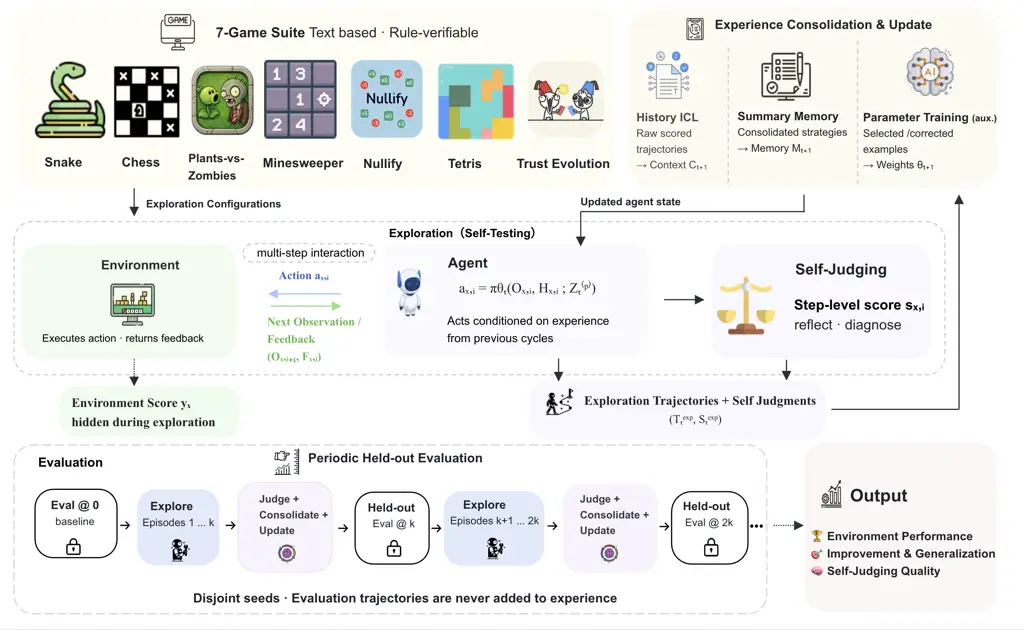 GAME
7-Game Suite Text based · Rule-verifiable
Snake
Chess
Plants-vs-
Zombies
1 3
1
2 4
Minesweeper
Nullify
Nullify
Tetris
Trust Evolution
Experience Consolidation & Update
History ICL
Raw scored
trajectories
→ Context Cₜ₊₁
Summary Memory
Consolidated strategies
→ Memory Mₜ₊₁
AI
Parameter Training (aux.)
Selected /corrected
examples
→ Weights θₜ₊₁
Exploration Configurations
Updated agent state
Exploration（Self-Testing）
Environment
Executes action · returns feedback
multi-step interaction
Action aₓ,ᵢ
Next Observation /
Feedback
(Oₓ,ᵢ₊₁, Fₓ,ᵢ)
Agent
aₓ,ᵢ = πθₜ(Oₓ,ᵢ, Hₓ,ᵢ ; Zₜ⁽ᵖ⁾)
Acts conditioned on experience
from previous cycles
Self-Judging
Step-level score sₓ,ᵢ
reflect · diagnose
Environment Score yₓ
hidden during exploration
Exploration Trajectories + Self Judgments
(Tₜᵉˣᵖ, Sₜᵉˣᵖ)
Evaluation
Periodic Held-out Evaluation
Eval @ 0
baseline
Explore
Episodes 1 ... k
Judge +
Consolidate +
Update
Held-out
Eval @ k
Explore
Episodes k+1 ... 2k
Judge +
Consolidate +
Update
Held-out
Eval @ 2k
•••
Disjoint seeds · Evaluation trajectories are never added to experience
Output
Environment Performance
Improvement & Generalization
Self-Judging Quality